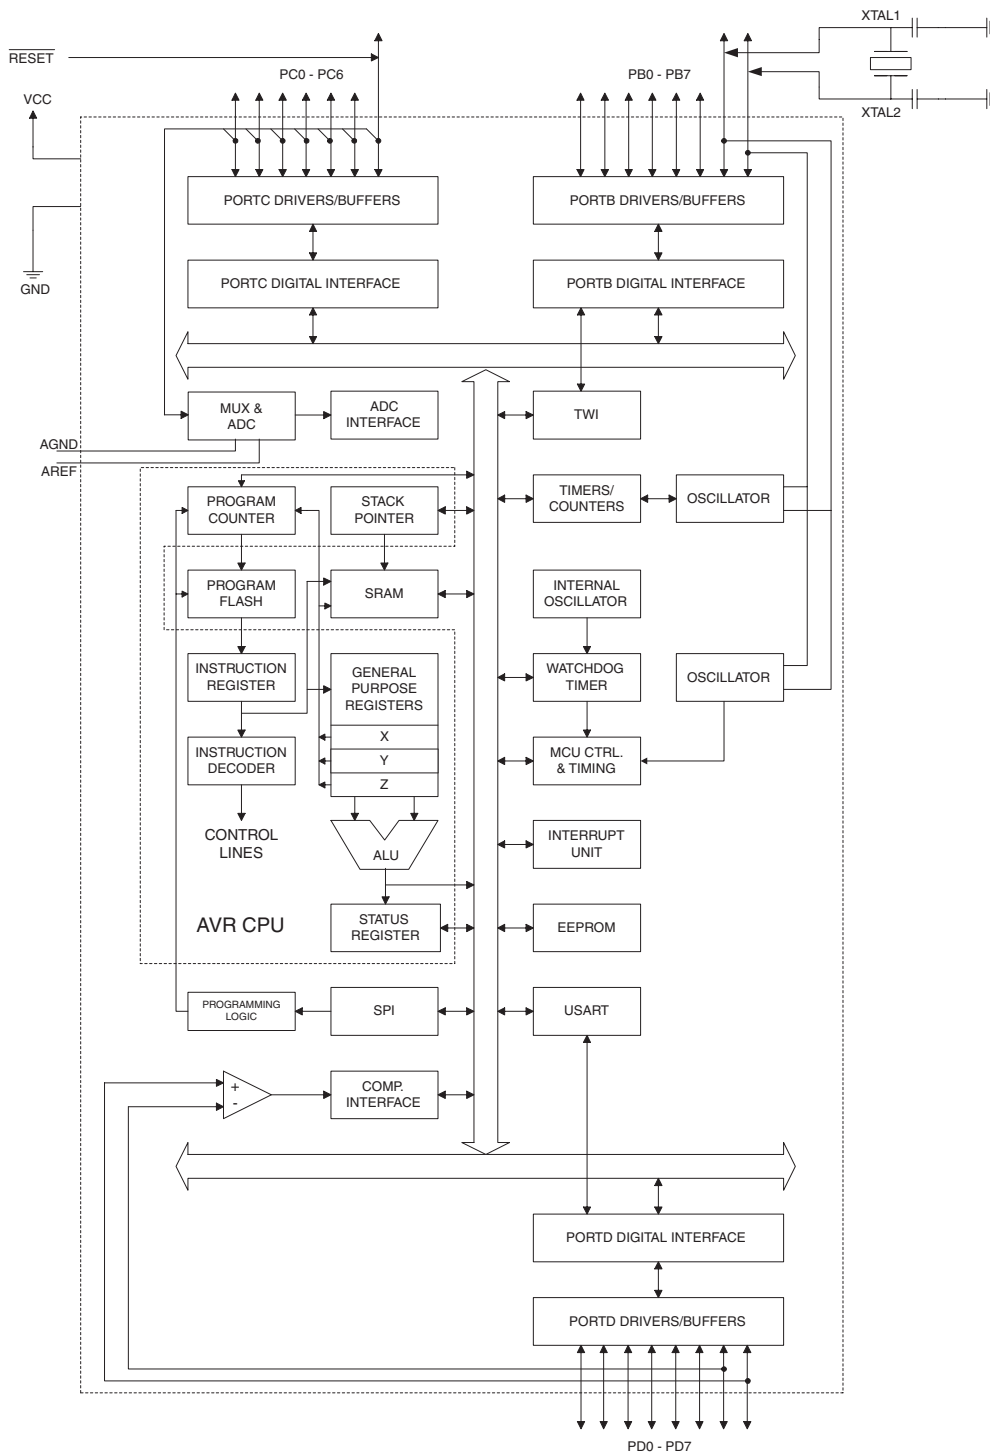 XTAL1
RESET
PC0 - PC6
PB0 - PB7
VCC
XTAL2
PORTC DRIVERS/BUFFERS
PORTB DRIVERS/BUFFERS
PORTC DIGITAL INTERFACE
PORTB DIGITAL INTERFACE
GND
MUX &
ADC
ADC
INTERFACE
TWI
AGND
AREF
PROGRAM
COUNTER
STACK
POINTER
TIMERS/
COUNTERS
OSCILLATOR
PROGRAM
FLASH
SRAM
INTERNAL
OSCILLATOR
INSTRUCTION
REGISTER
GENERAL
PURPOSE
REGISTERS
WATCHDOG
TIMER
OSCILLATOR
X
Y
Z
INSTRUCTION
DECODER
MCU CTRL.
& TIMING
CONTROL
LINES
ALU
INTERRUPT
UNIT
AVR CPU
STATUS
REGISTER
EEPROM
PROGRAMMING
LOGIC
SPI
USART
+
-
COMP.
INTERFACE
PORTD DIGITAL INTERFACE
PORTD DRIVERS/BUFFERS
PD0 - PD7